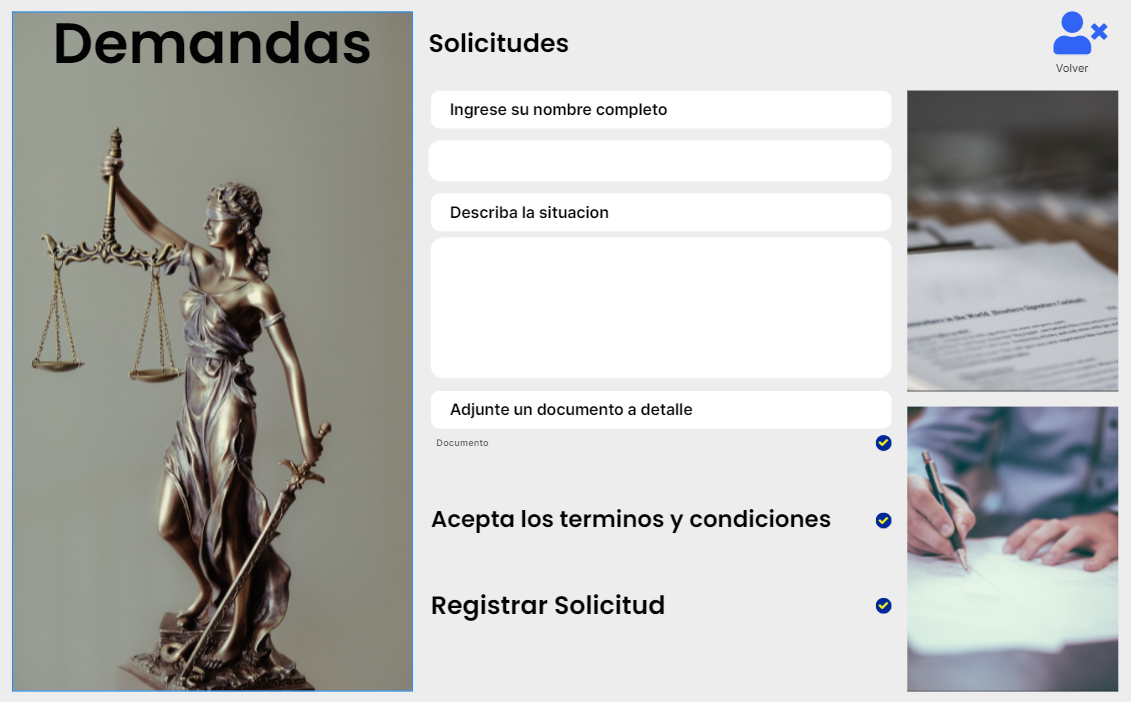 Demandas
Solicitudes
Volver
Ingrese su nombre completo
Describa la situacion
Adjunte un documento a detalle
Documento
Acepta los terminos y condiciones
Registrar Solicitud